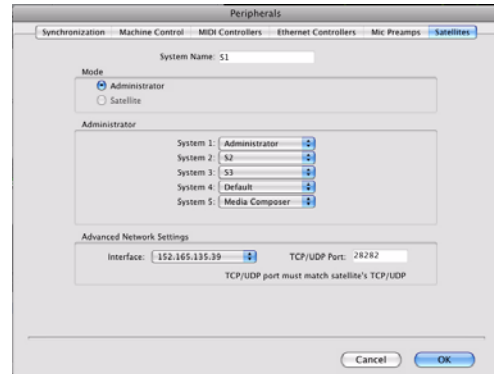 Peripherals
Synchronization Machine Control MIDI Controllers Ethernet Controllers Mic Preamps Satellites
System Name: S1
Mode
Administrator
Satellite
Administrator
System 1: Administrator
System 2: S2
System 3: S3
System 4: Default
System 5: Media Composer
Advanced Network Settings
Interface: 152.165.135.39 TCP/UDP Port: 28282
TCP/UDP port must match satellite's TCP/UDP
Cancel OK